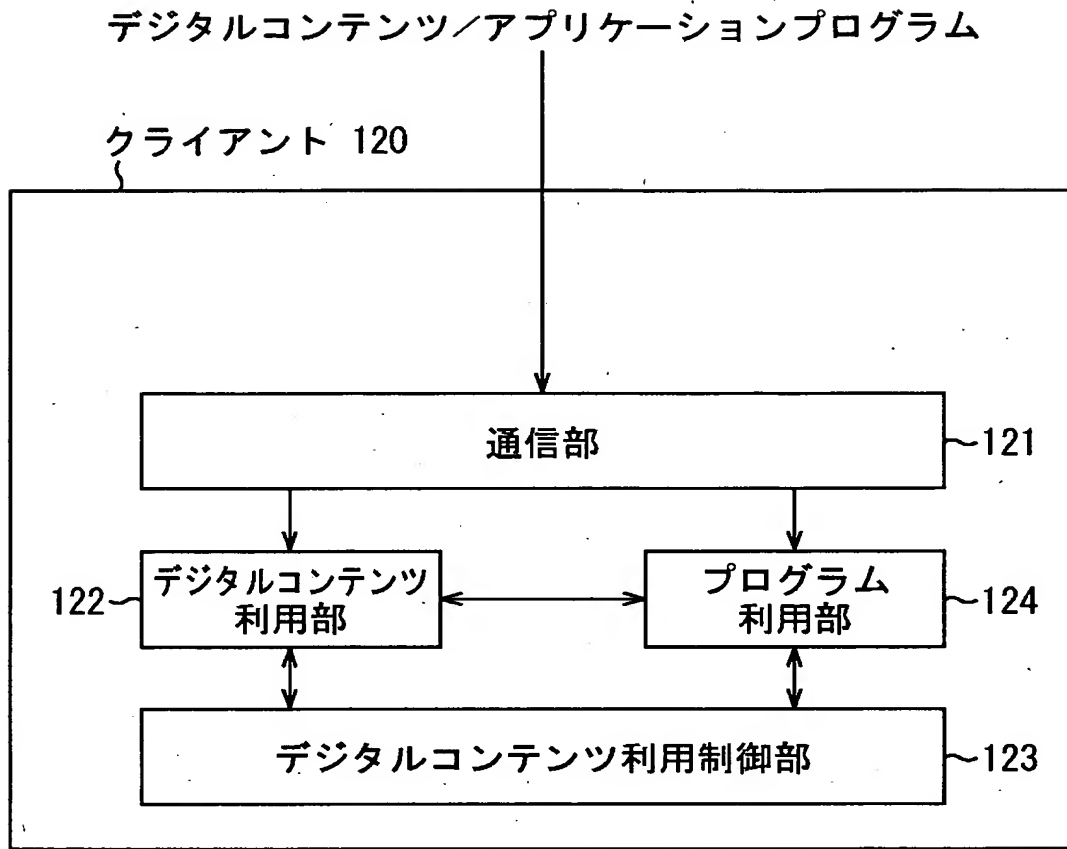 デジタルコンテンツ／アプリケーションプログラム
クライアント 120
通信部
121
デジタルコンテンツ
利用部
122
プログラム
利用部
124
デジタルコンテンツ利用制御部
123